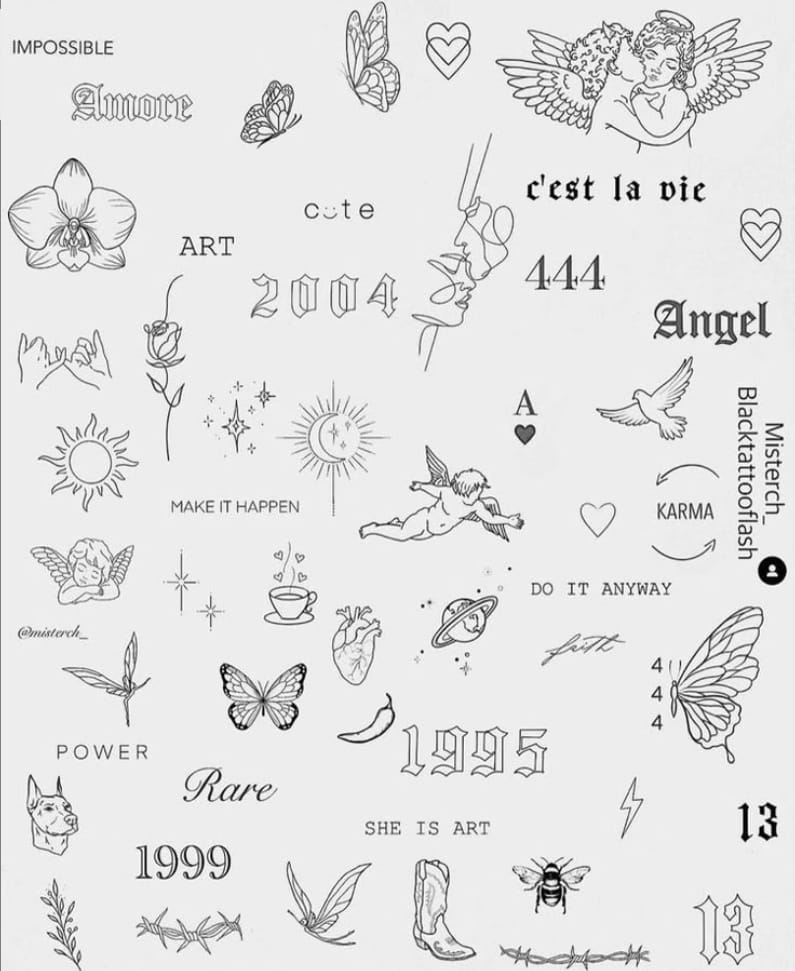 IMPOSSIBLE
Amore
c'est la vie
cute
ART
444
2004
Angel
A
Misterch_
Blacktattooflash
MAKE IT HAPPEN
KARMA
DO IT ANYWAY
@misterch_
faith
4
4
4
POWER
1995
Rare
SHE IS ART
13
1999
13